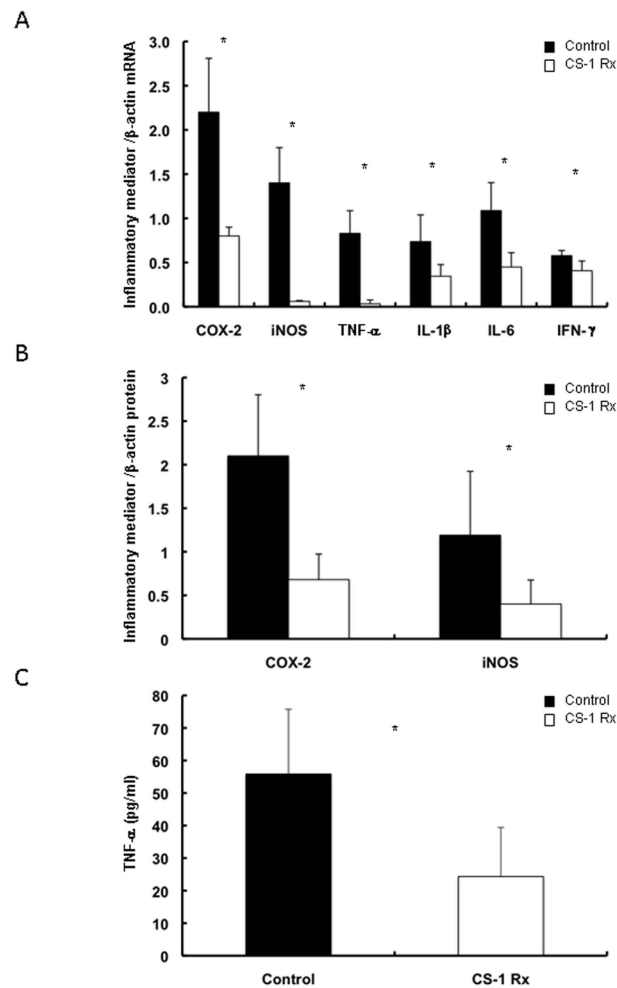 A
Inflammatory mediator /β-actin mRNA
3.0
2.5
2.0
1.5
1.0
0.5
0.0
* * * * * *
Control
CS-1 Rx
COX-2 iNOS TNF-α IL-1β IL-6 IFN-γ
B
Inflammatory mediator /β-actin protein
3
2.5
2
1.5
1
0.5
0
* *
Control
CS-1 Rx
COX-2 iNOS
C
TNF-α (pg/ml)
80
70
60
50
40
30
20
10
0
*
Control
CS-1 Rx
Control CS-1 Rx